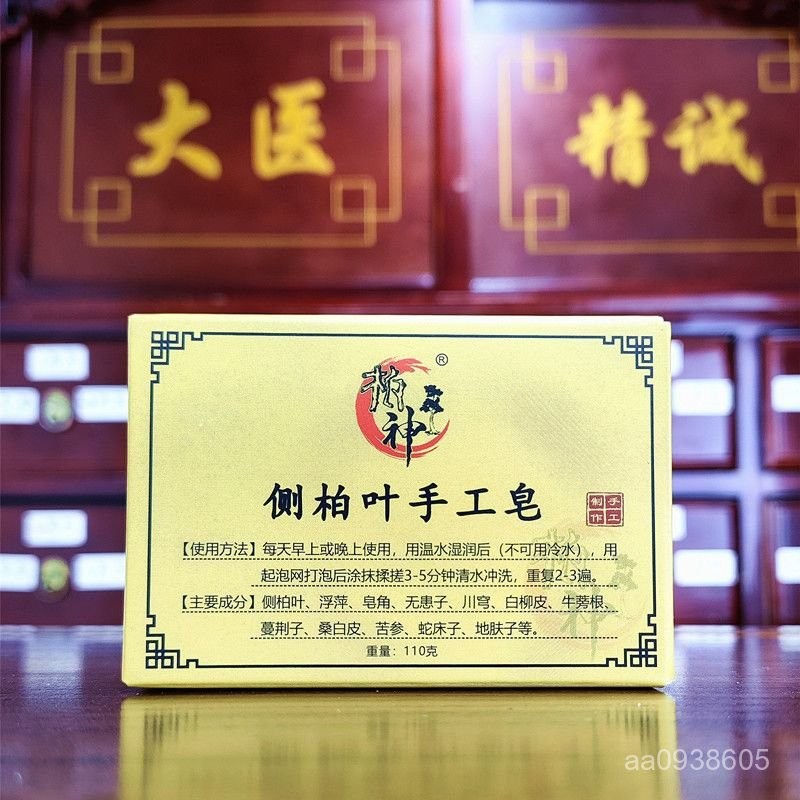 大医
精诚
柏神
®
侧柏叶手工皂
手工
制作
【使用方法】每天早上或晚上使用，用温水湿润后（不可用冷水），用
起泡网打泡后涂抹揉搓3-5分钟清水冲洗，重复2-3遍。
【主要成分】侧柏叶、浮萍、皂角、无患子、川穹、白柳皮、牛蒡根、
蔓荆子、桑白皮、苦参、蛇床子、地肤子等。
重量：110克
aa0938605